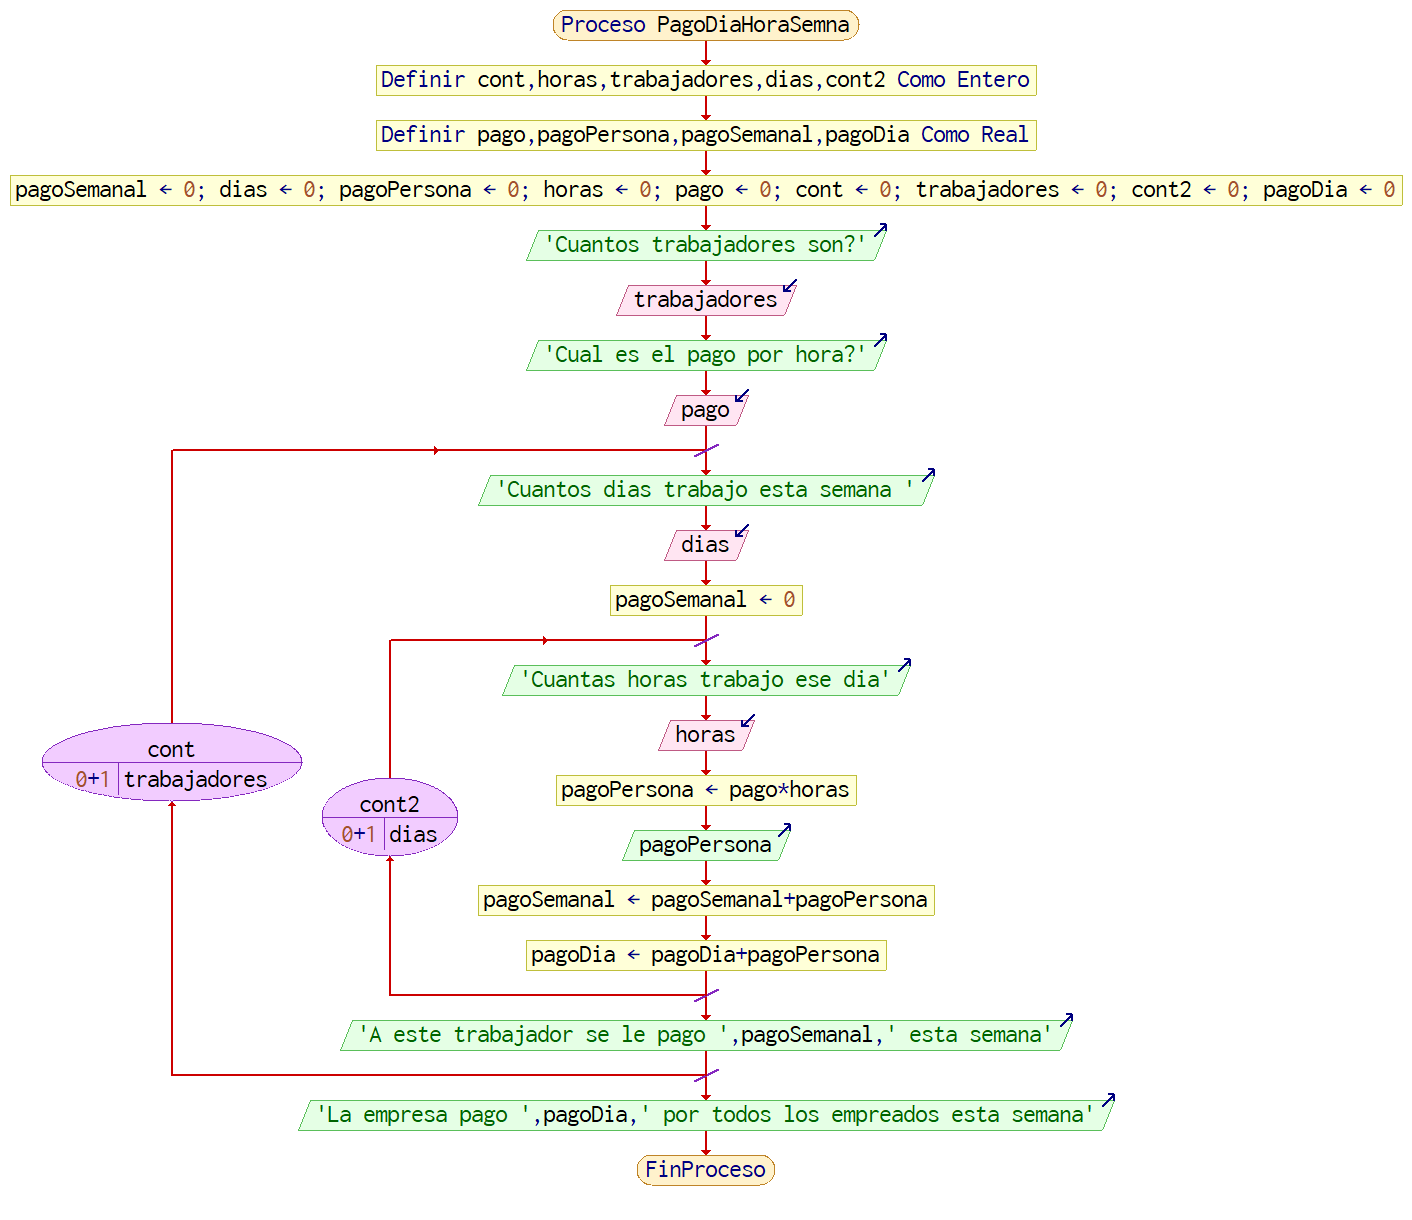 Proceso PagoDiaHoraSemna
Definir cont,horas,trabajadores,dias,cont2 Como Entero
Definir pago,pagoPersona,pagoSemanal,pagoDia Como Real
pagoSemanal ← 0; dias ← 0; pagoPersona ← 0; horas ← 0; pago ← 0; cont ← 0; trabajadores ← 0; cont2 ← 0; pagoDia ← 0
'Cuantos trabajadores son?'
trabajadores
'Cual es el pago por hora?'
pago
'Cuantos dias trabajo esta semana '
dias
pagoSemanal ← 0
'Cuantas horas trabajo ese dia'
horas
cont
0+1 trabajadores
pagoPersona ← pago*horas
cont2
0+1 dias
pagoPersona
pagoSemanal ← pagoSemanal+pagoPersona
pagoDia ← pagoDia+pagoPersona
'A este trabajador se le pago ',pagoSemanal,' esta semana'
'La empresa pago ',pagoDia,' por todos los empreados esta semana'
FinProceso